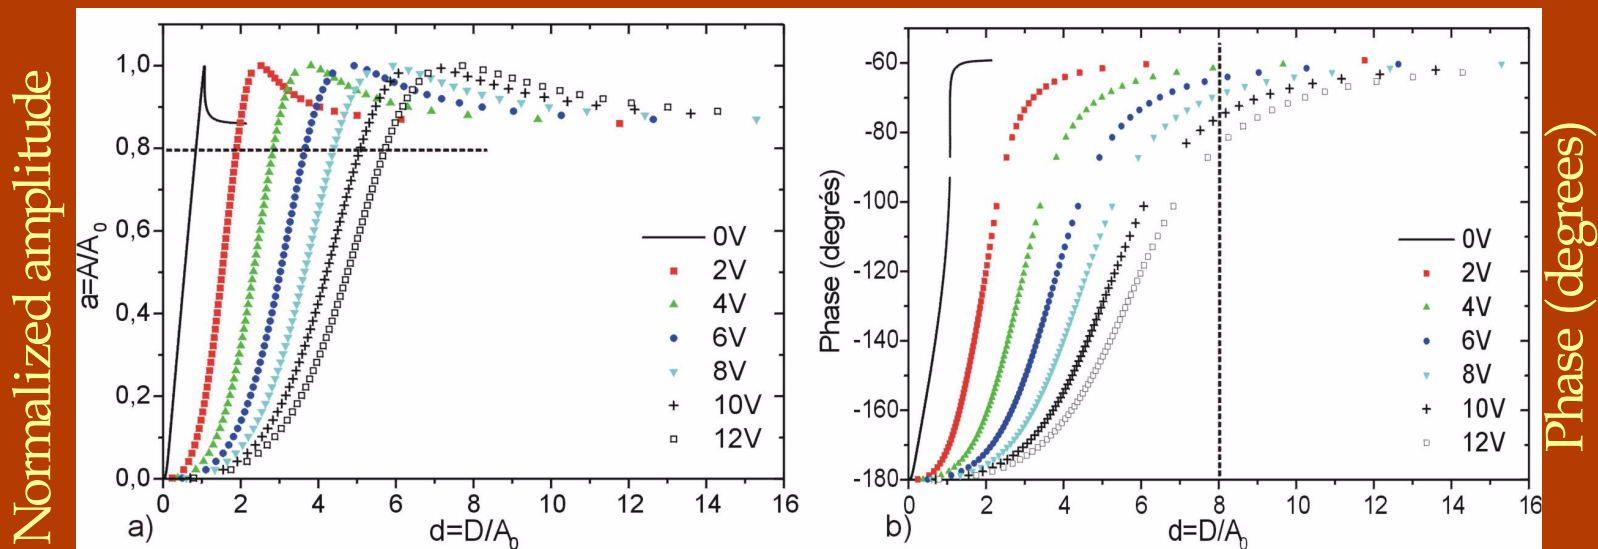 Normalized amplitude
a=A/A0
1,0
0,8
0,6
0,4
0,2
0,0
0V
2V
4V
6V
8V
10V
12V
0 2 4 6 8 10 12 14 16
a) d=D/A0
Phase (degrés)
-60
-80
-100
-120
-140
-160
-180
0V
2V
4V
6V
8V
10V
12V
0 2 4 6 8 10 12 14 16
b) d=D/A0
Phase (degrees)